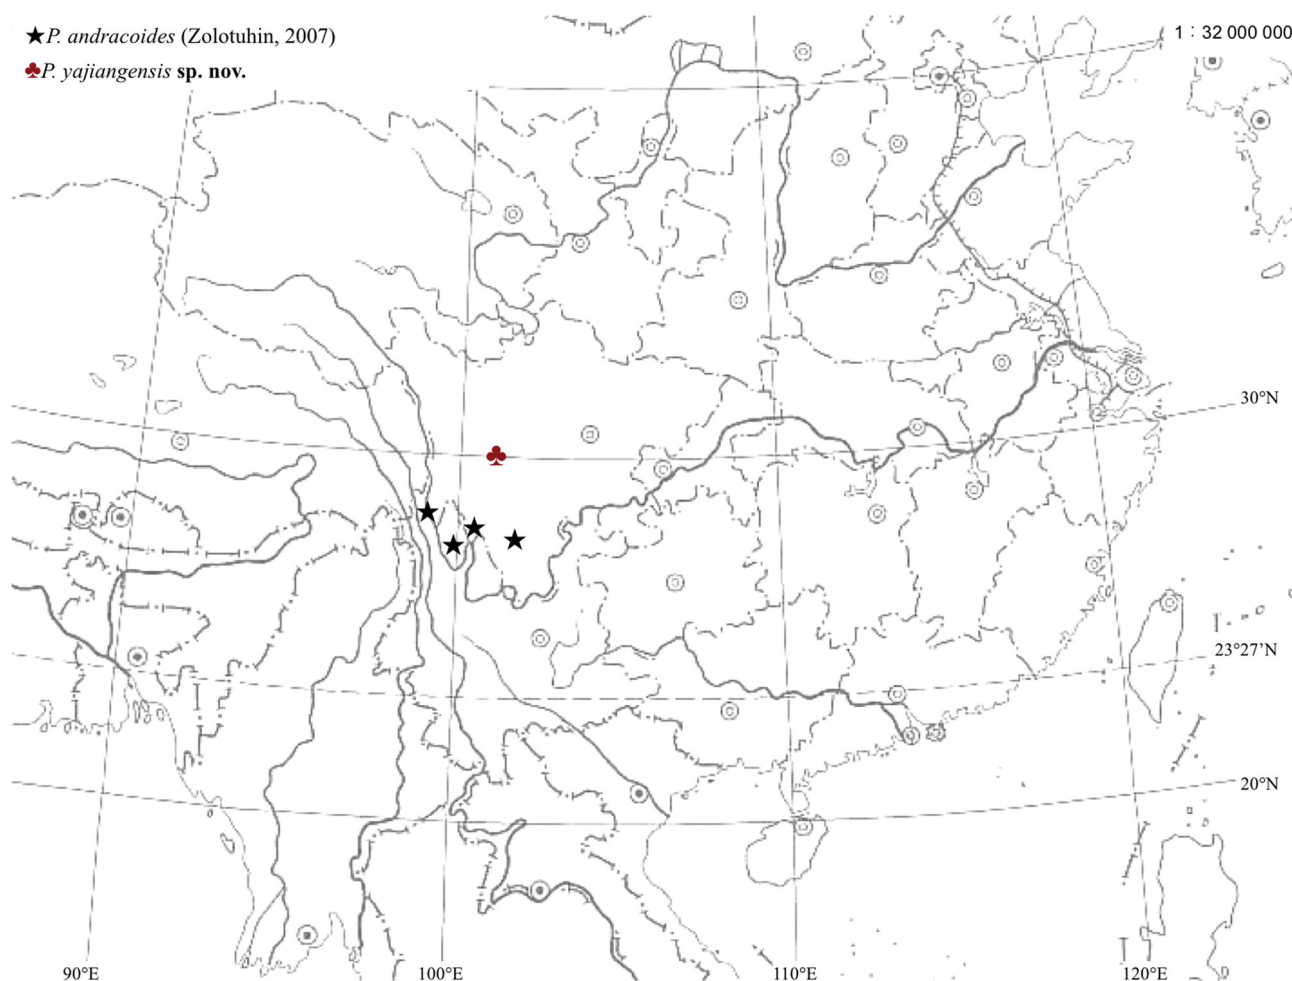 ★P. andracoides (Zolotuhin, 2007)
♣P. yajiangensis sp. nov.
1 : 32 000 000
30°N
23°27′N
20°N
90°E
100°E
110°E
120°E